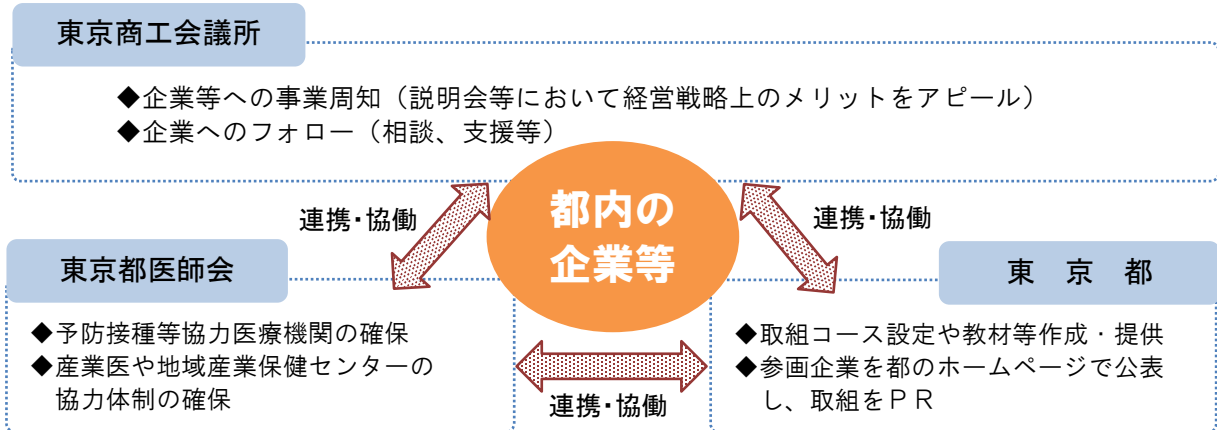 東京商工会議所
◆企業等への事業周知（説明会等において経営戦略上のメリットをアピール）
◆企業へのフォロー（相談、支援等）
都内の
企業等
連携・協働
連携・協働
東京都医師会
◆予防接種等協力医療機関の確保
◆産業医や地域産業保健センターの
協力体制の確保
連携・協働
東　京　都
◆取組コース設定や教材等作成・提供
◆参画企業を都のホームページで公表
し、取組をＰＲ